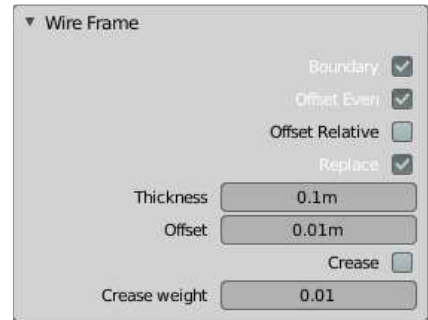 Wire Frame
Boundary
Offset Even
Offset Relative
Replace
Thickness 0.1m
Offset 0.01m
Crease
Crease weight 0.01